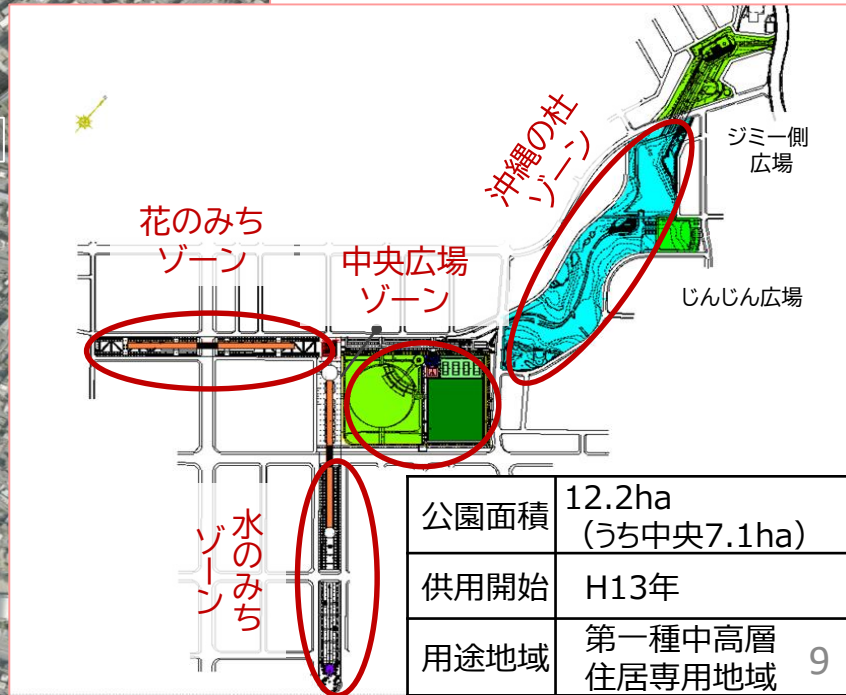 ジミー側
広場
沖縄の杜
ゾーン
花のみち
ゾーン
中央広場
ゾーン
じんじん広場
水のみち
ゾーン
公園面積 12.2ha
(うち中央7.1ha)
供用開始 H13年
用途地域 第一種中高層
住居専用地域
9